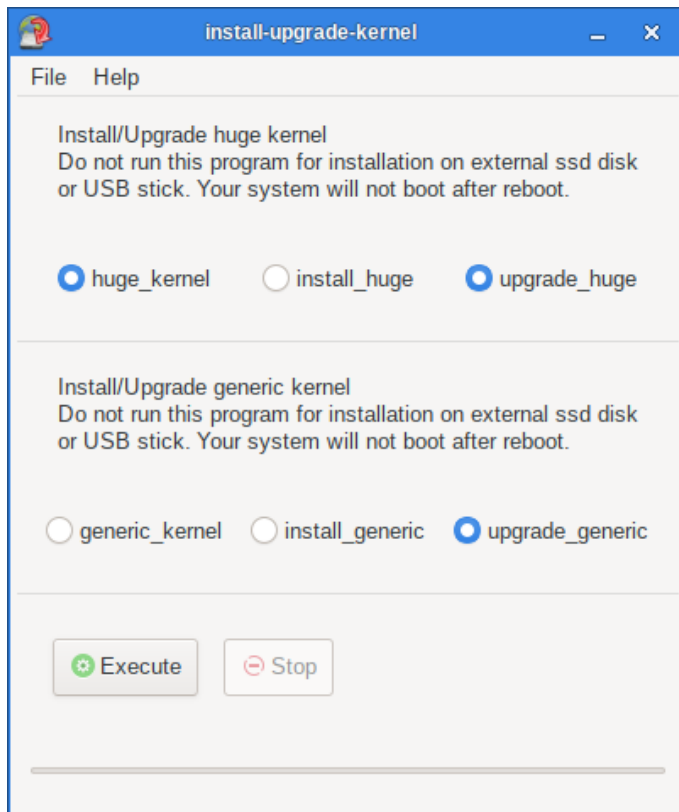 install-upgrade-kernel
File Help
Install/Upgrade huge kernel
Do not run this program for installation on external ssd disk
or USB stick. Your system will not boot after reboot.
huge_kernel install_huge upgrade_huge
Install/Upgrade generic kernel
Do not run this program for installation on external ssd disk
or USB stick. Your system will not boot after reboot.
generic_kernel install_generic upgrade_generic
Execute Stop